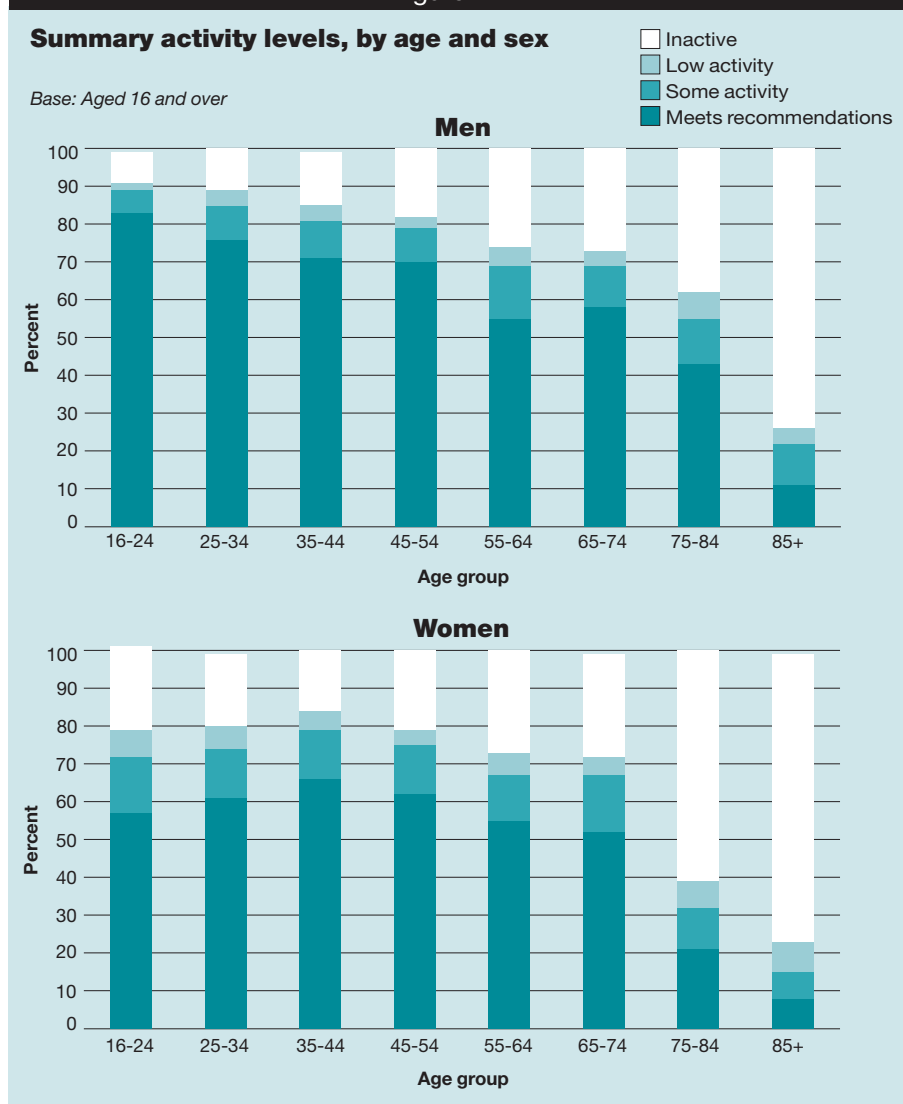 Summary activity levels, by age and sex
Inactive
Low activity
Some activity
Meets recommendations
Base: Aged 16 and over
Men
Percent
100
90
80
70
60
50
40
30
20
10
0
16-24 25-34 35-44 45-54 55-64 65-74 75-84 85+
Age group
Women
Percent
100
90
80
70
60
50
40
30
20
10
0
16-24 25-34 35-44 45-54 55-64 65-74 75-84 85+
Age group